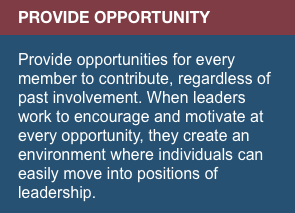 PROVIDE OPPORTUNITY
Provide opportunities for every
member to contribute, regardless of
past involvement. When leaders
work to encourage and motivate at
every opportunity, they create an
environment where individuals can
easily move into positions of
leadership.